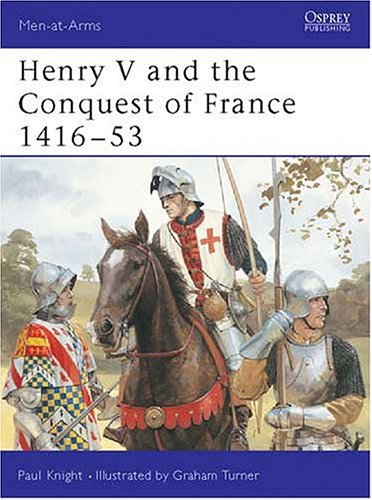 Men-at-Arms
OSPREY
PUBLISHING
Henry V and the
Conquest of France
1416–53
Paul Knight • Illustrated by Graham Turner